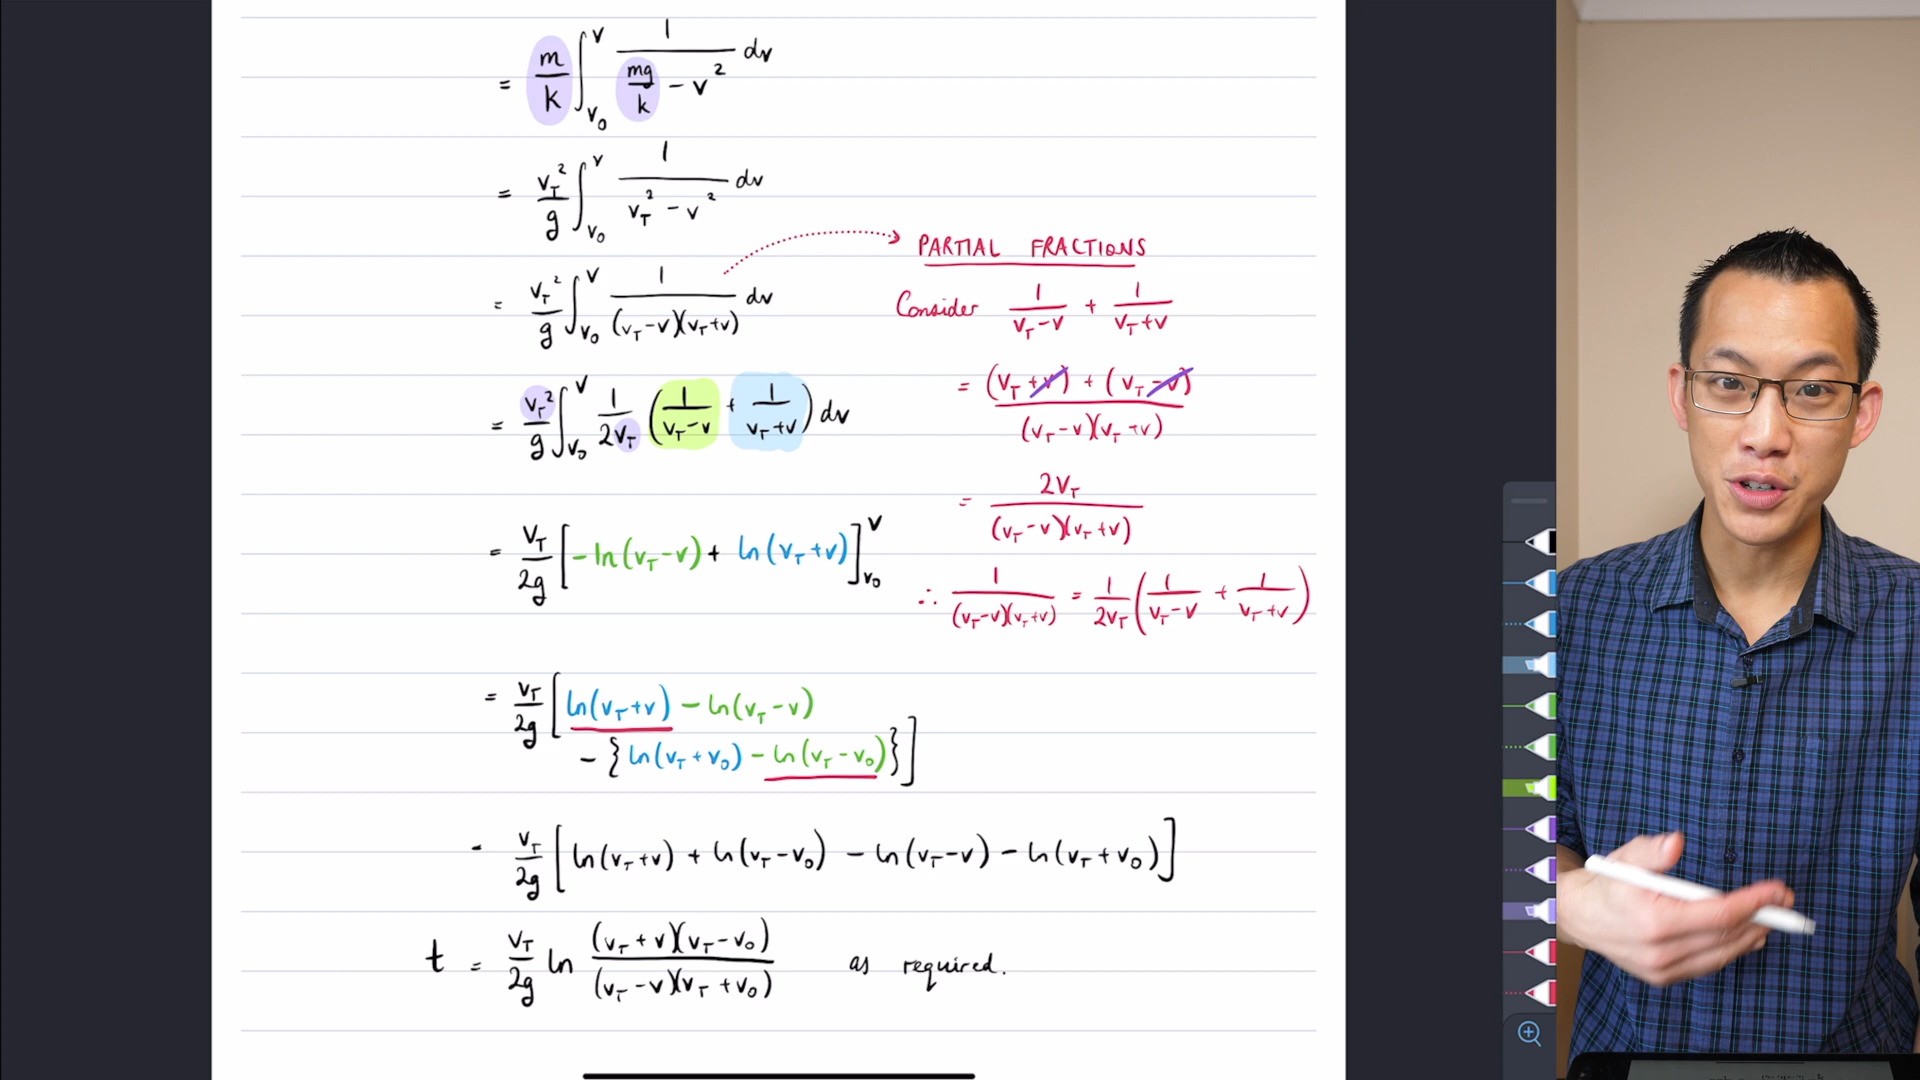 = m/k ∫_{v₀}^{v} 1/(mg/k − v²) dv
= v_T²/g ∫_{v₀}^{v} 1/(v_T² − v²) dv
= v_T²/g ∫_{v₀}^{v} 1/((v_T−v)(v_T+v)) dv
= v_T²/g ∫_{v₀}^{v} 1/(2v_T) (1/(v_T−v) + 1/(v_T+v)) dv
= v_T/2g [−ln(v_T−v) + ln(v_T+v)]_{v₀}^{v}
= v_T/2g [ln(v_T+v) − ln(v_T−v)
− {ln(v_T+v₀) − ln(v_T−v₀)}]
= v_T/2g [ln(v_T+v) + ln(v_T−v₀) − ln(v_T−v) − ln(v_T+v₀)]
t = v_T/2g ln ((v_T+v)(v_T−v₀))/((v_T−v)(v_T+v₀)) as required.
PARTIAL FRACTIONS
Consider 1/(v_T−v) + 1/(v_T+v)
= ((v_T+v) + (v_T−v))/((v_T−v)(v_T+v))
= 2v_T/((v_T−v)(v_T+v))
∴ 1/((v_T−v)(v_T+v)) = 1/(2v_T) (1/(v_T−v) + 1/(v_T+v))